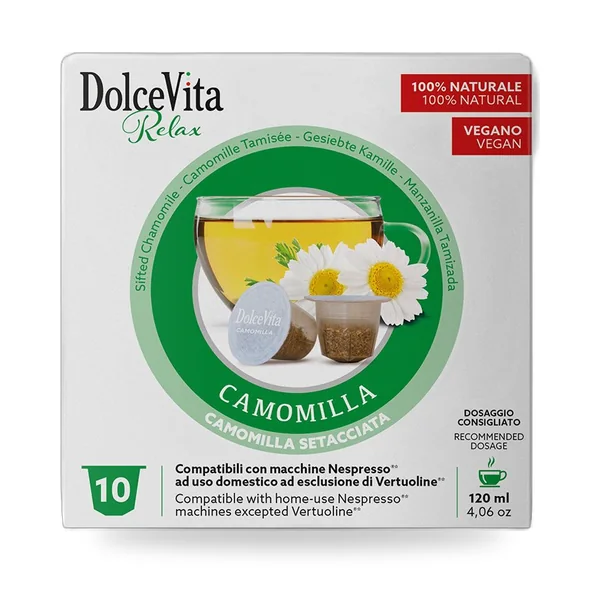 DolceVita
Relax
100% NATURALE
100% NATURAL
VEGANO
VEGAN
Sifted Chamomile - Camomille Tamisée - Gesiebte Kamille - Manzanilla Tamizada
DolceVita
CAMOMILLA
CAMOMILLA
CAMOMILLA SETACCIATA
DOSAGGIO
CONSIGLIATO
RECOMMENDED
DOSAGE
120 ml
4,06 oz
10
Compatibili con macchine Nespresso**
ad uso domestico ad esclusione di Vertuoline**
Compatible with home-use Nespresso**
machines excepted Vertuoline**